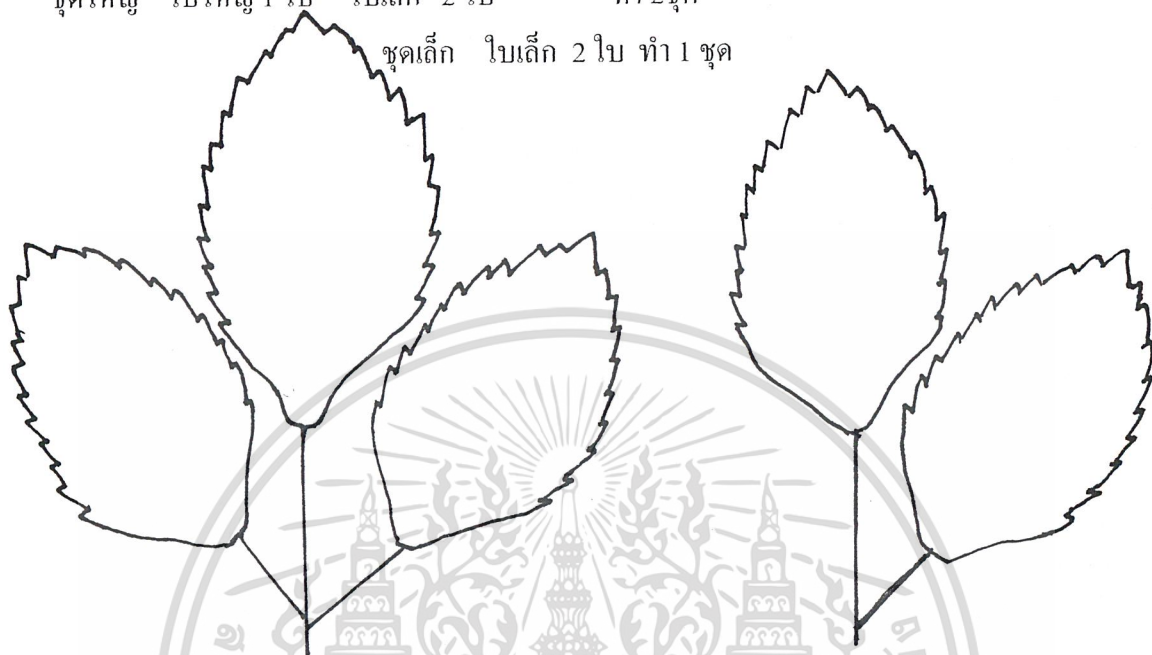 ชุดใหญ่ ใบใหญ่ 1 ใบ ใบเล็ก 2 ใบ ทำ 2 ชุด
ชุดเล็ก ใบเล็ก 2 ใบ ทำ 1 ชุด